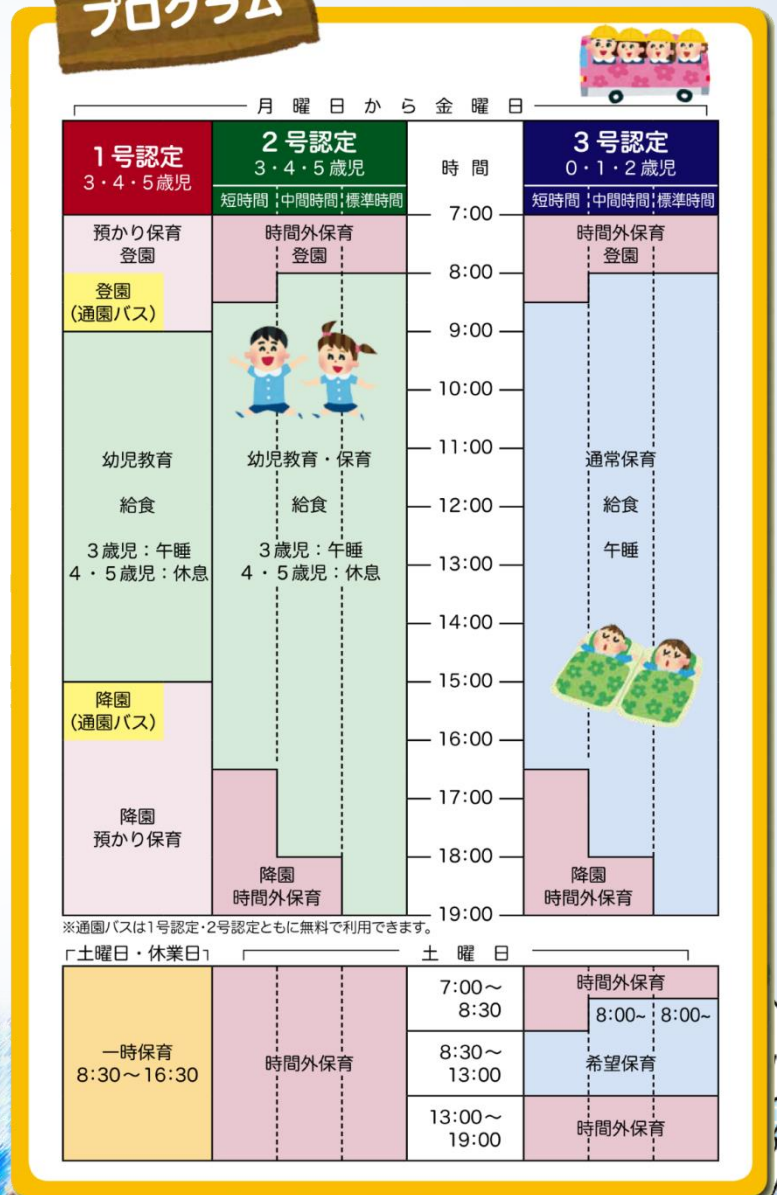 プログラム
月曜日から金曜日
1号認定
3・4・5歳児
2号認定
3・4・5歳児
短時間 中間時間 標準時間
時間
3号認定
0・1・2歳児
短時間 中間時間 標準時間
預かり保育
登園
登園
(通園バス)
幼児教育
給食
3歳児:午睡
4・5歳児:休息
降園
(通園バス)
降園
預かり保育
時間外保育
登園
幼児教育・保育
給食
3歳児:午睡
4・5歳児:休息
降園
時間外保育
7:00
8:00
9:00
10:00
11:00
12:00
13:00
14:00
15:00
16:00
17:00
18:00
19:00
時間外保育
登園
通常保育
給食
午睡
降園
時間外保育
※通園バスは1号認定・2号認定ともに無料で利用できます。
土曜日・休業日
土曜日
一時保育
8:30〜16:30
時間外保育
7:00〜
8:30
8:30〜
13:00
13:00〜
19:00
時間外保育
8:00~ 8:00~
希望保育
時間外保育